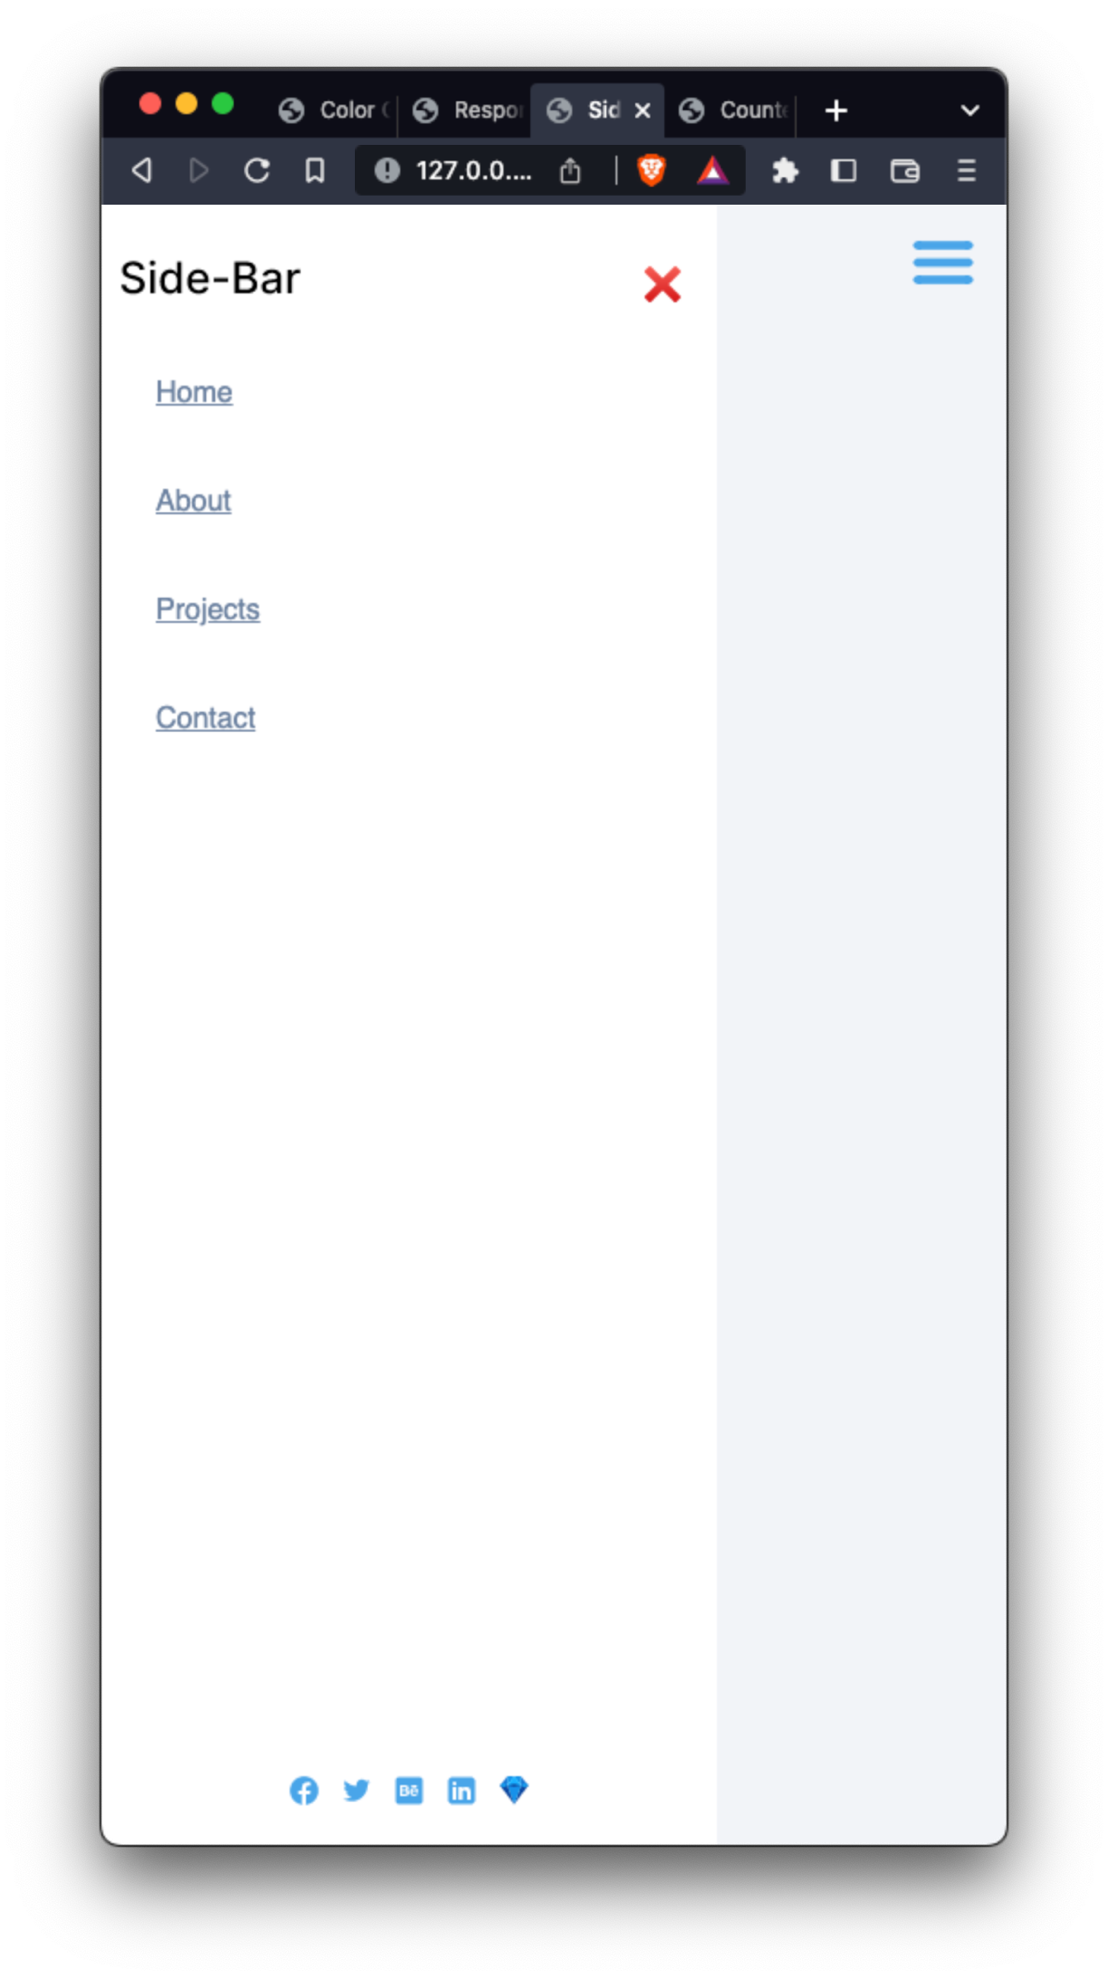 Color
Respo
Sid
Count
127.0.0....
Side-Bar
Home
About
Projects
Contact
Bē
in